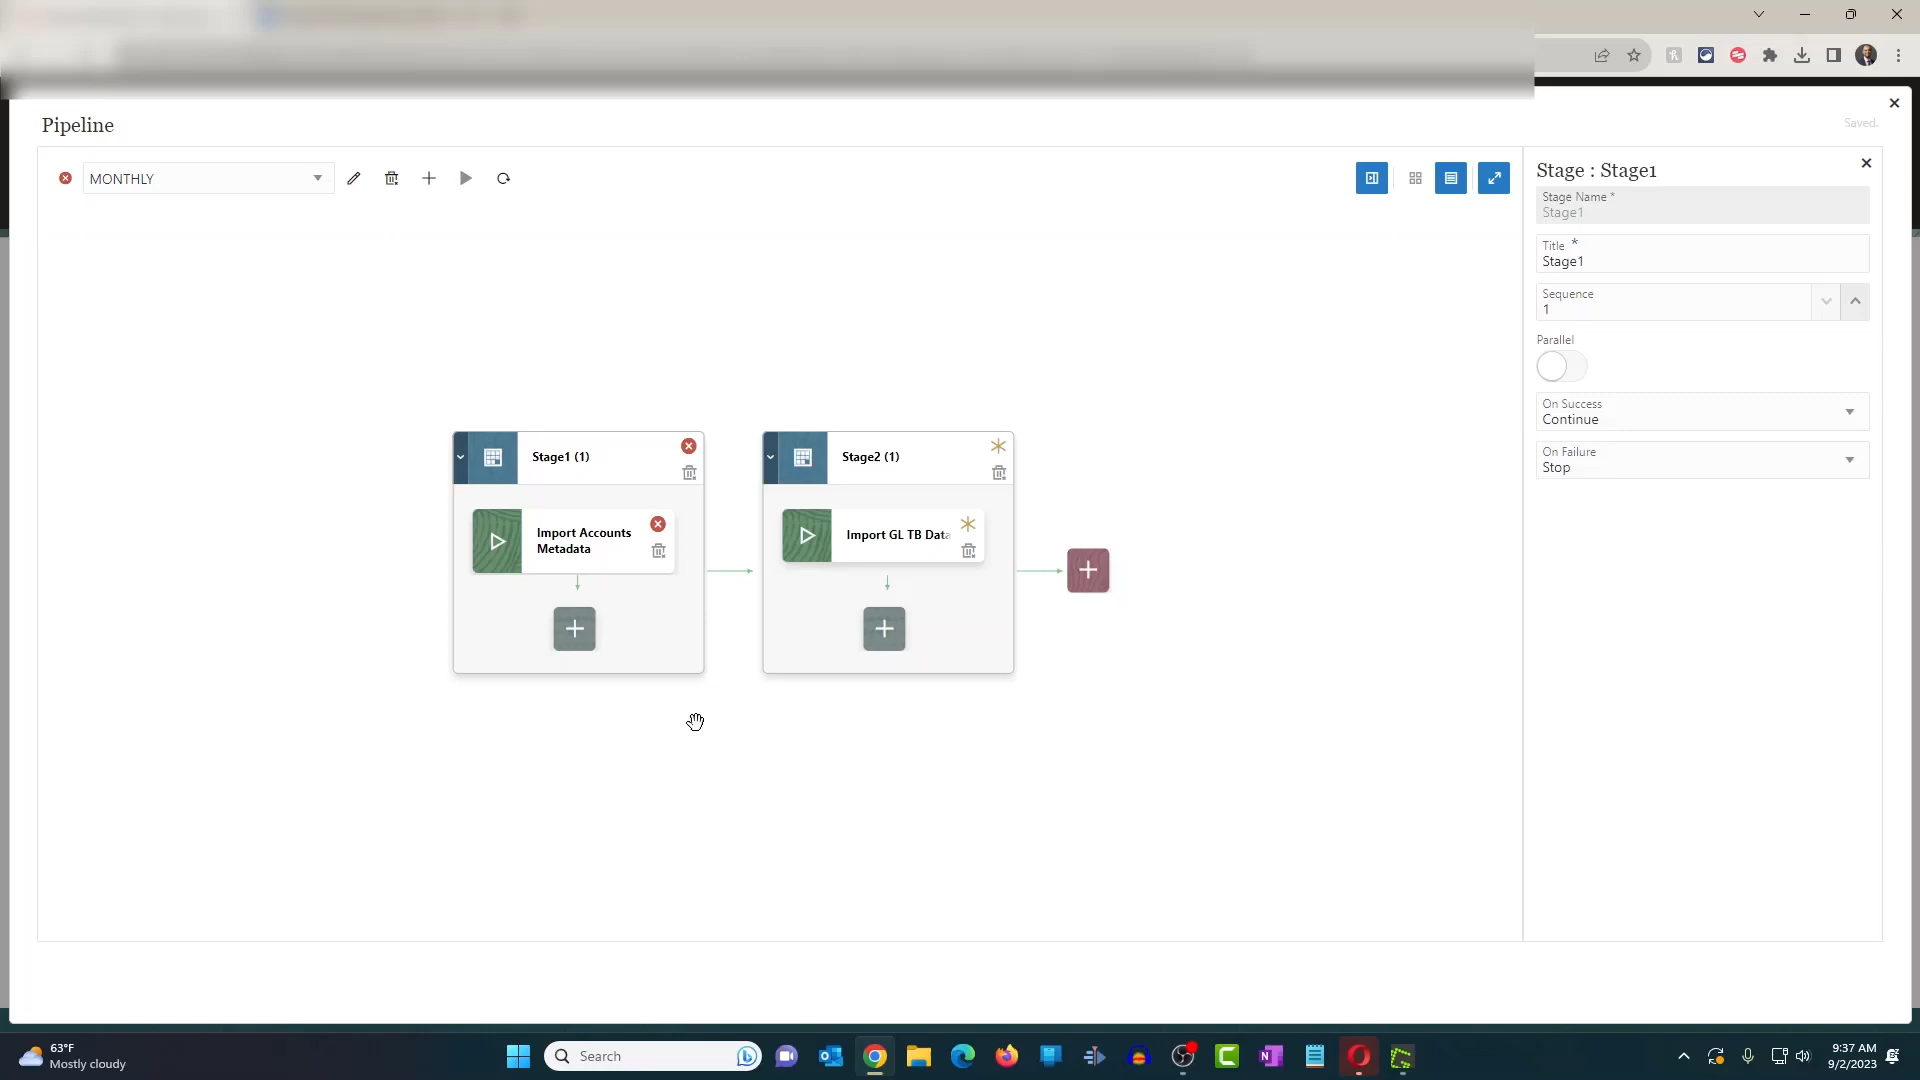 Pipeline
Saved.
MONTHLY
Stage : Stage1
Stage Name *
Stage1
Title *
Stage1
Sequence
1
Parallel
On Success
Continue
On Failure
Stop
Stage1 (1)
Stage2 (1)
Import Accounts
Metadata
Import GL TB Data
63°F
Mostly cloudy
Search
9:37 AM
9/2/2023